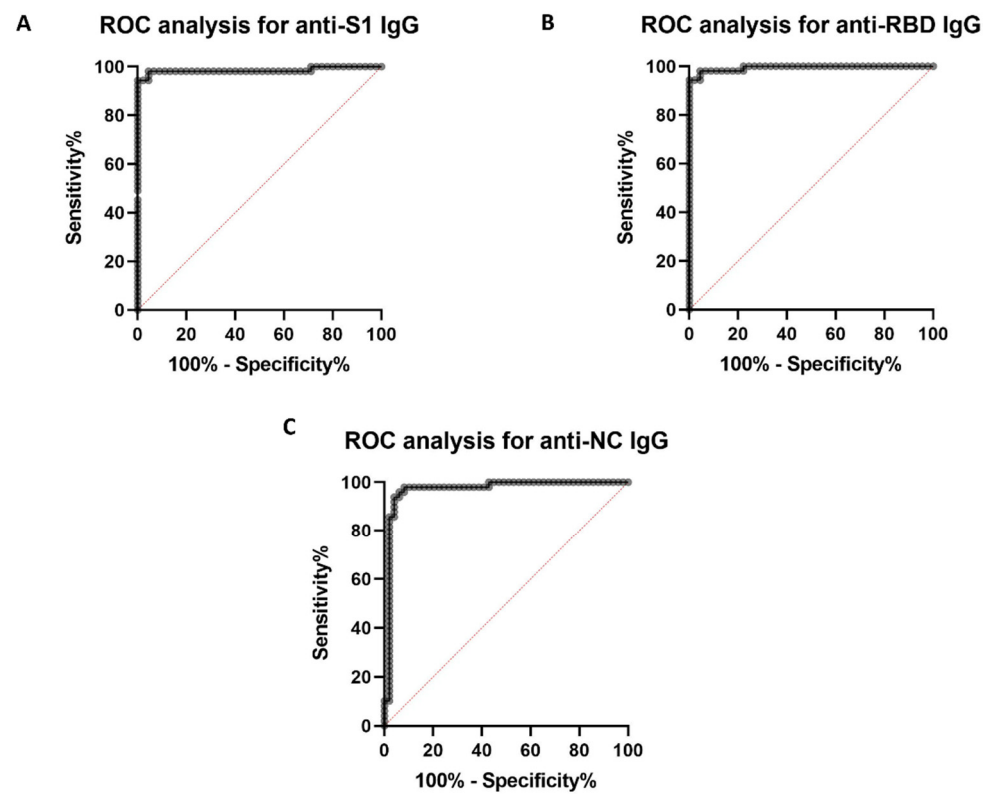 A
ROC analysis for anti-S1 IgG
100
80
60
40
20
0
Sensitivity%
0 20 40 60 80 100
100% - Specificity%
B
ROC analysis for anti-RBD IgG
100
80
60
40
20
0
Sensitivity%
0 20 40 60 80 100
100% - Specificity%
C
ROC analysis for anti-NC IgG
100
80
60
40
20
0
Sensitivity%
0 20 40 60 80 100
100% - Specificity%